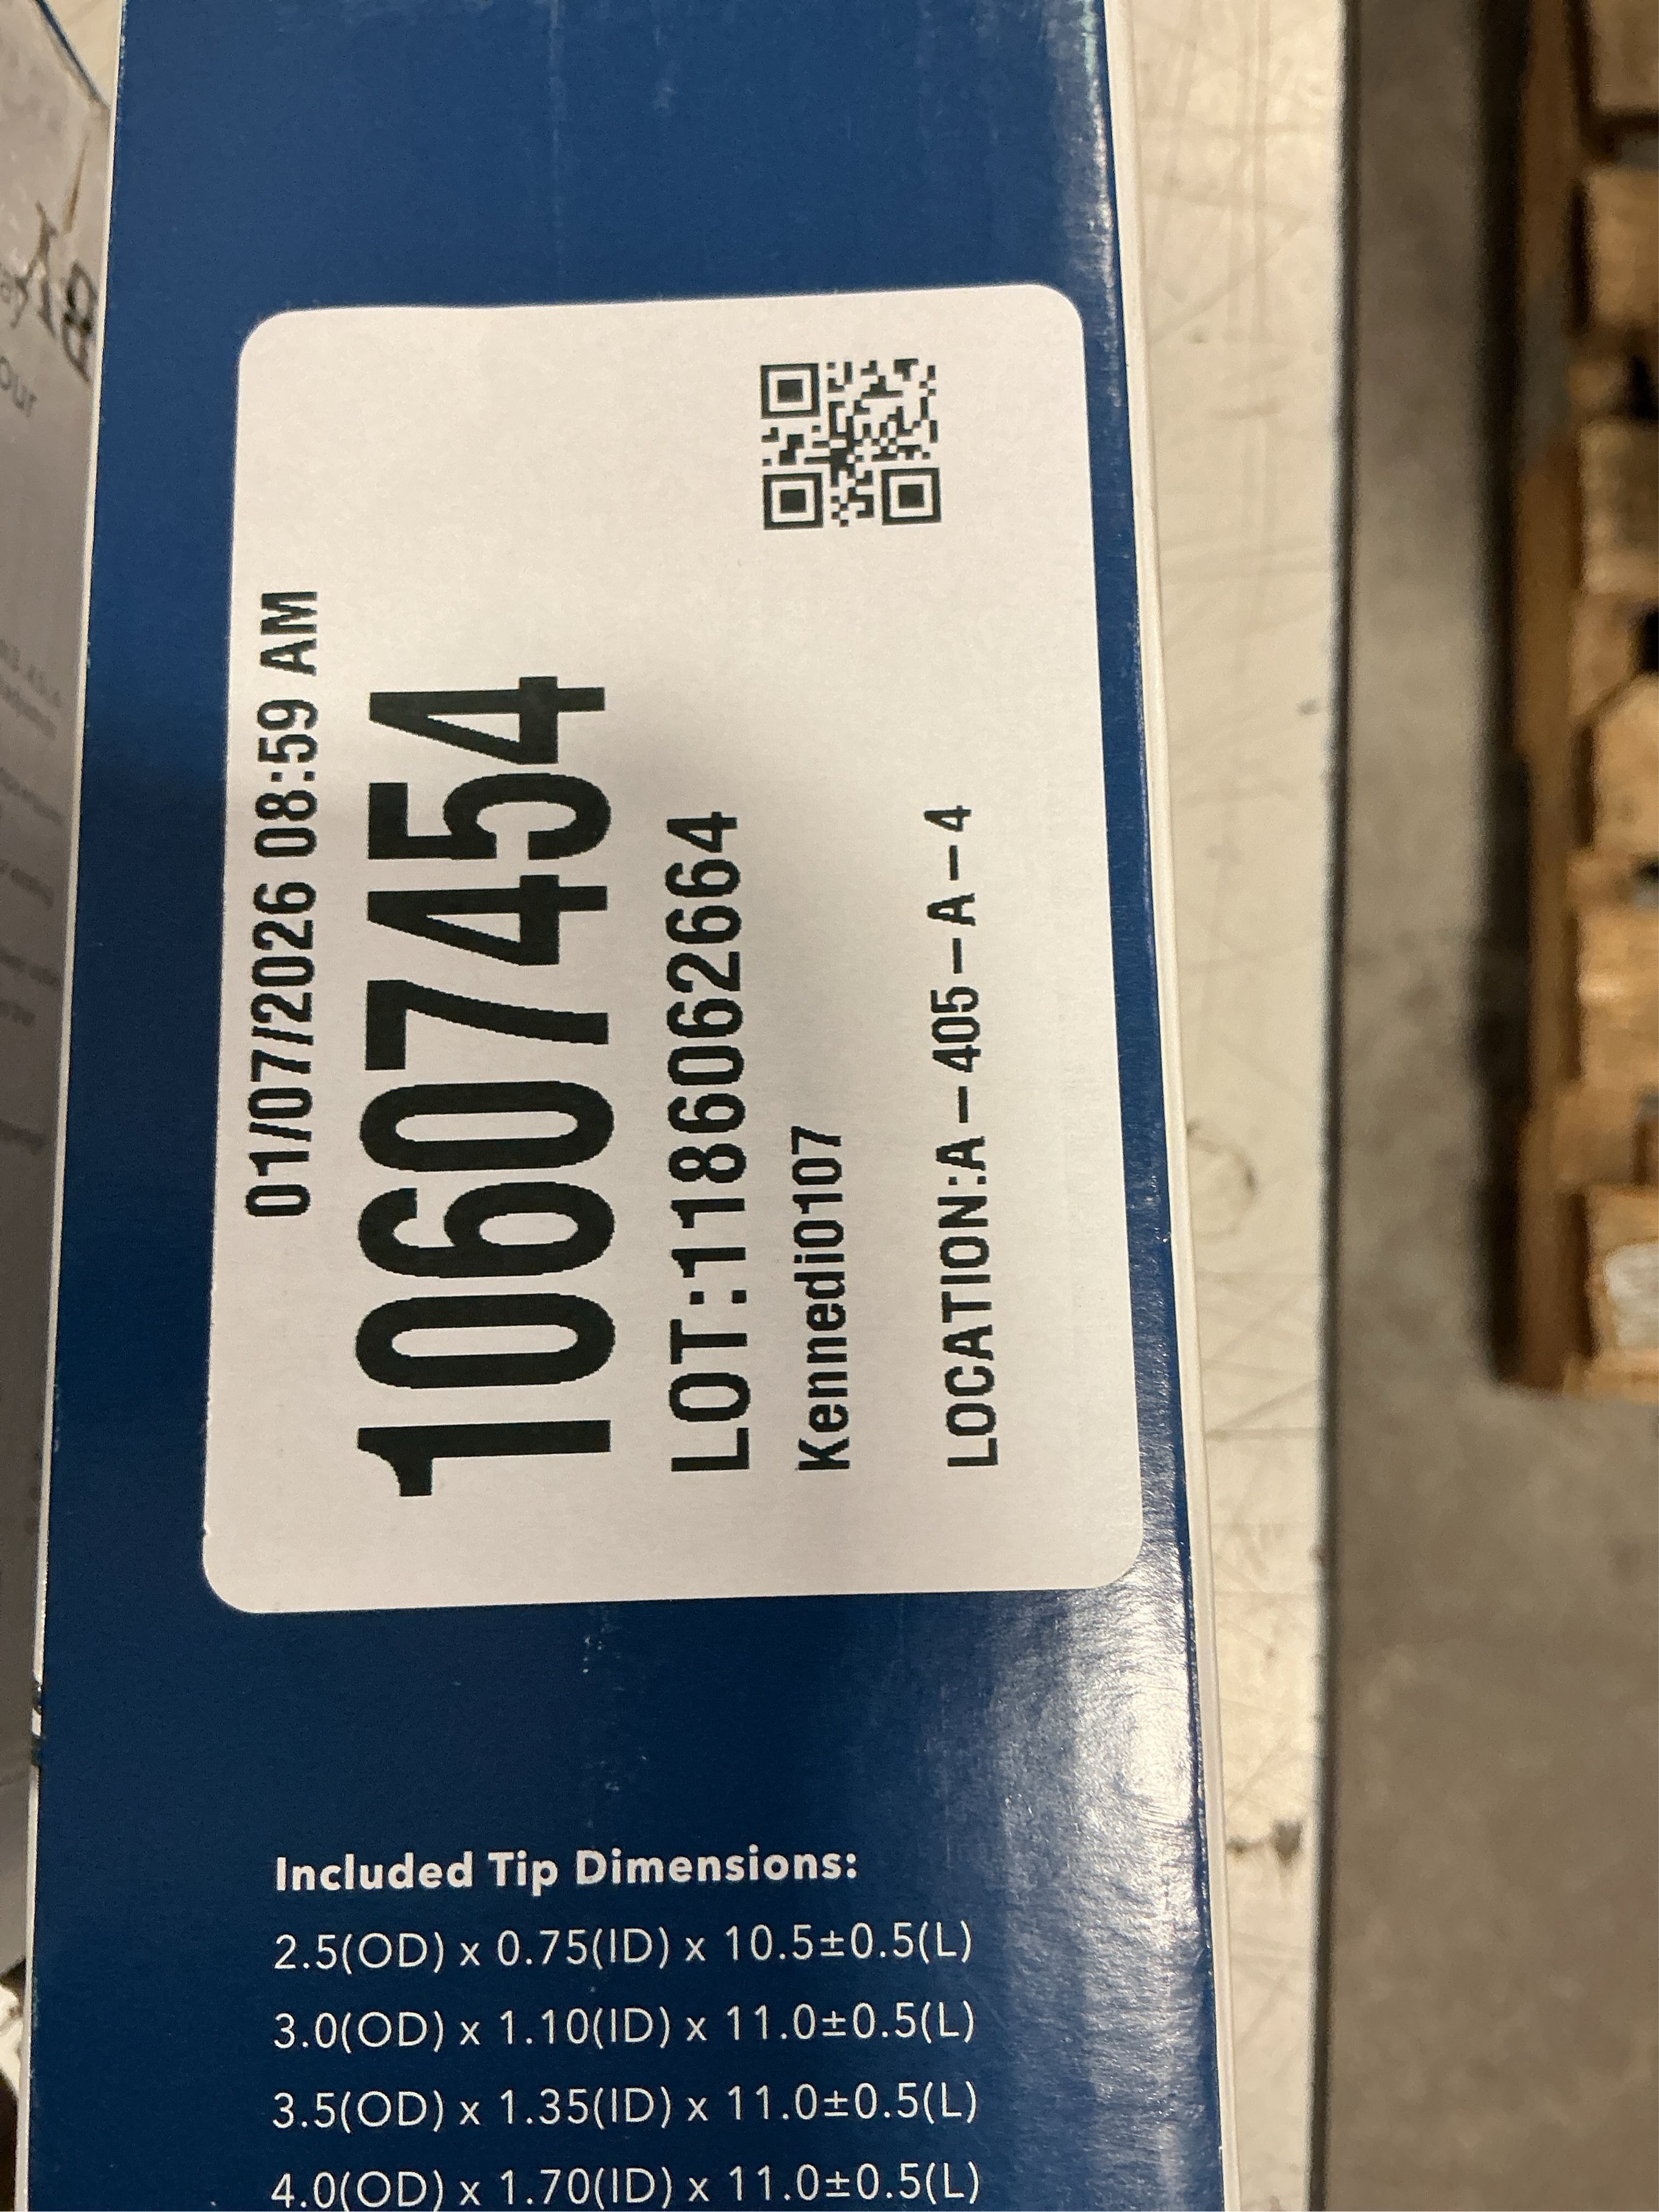 01/07/2026 08:59 AM
10607454
LOT:1186062664
Kennedi0107
LOCATION:A-405-A-4
Included Tip Dimensions:
2.5(OD) x 0.75(ID) x 10.5±0.5(L)
3.0(OD) x 1.10(ID) x 11.0±0.5(L)
3.5(OD) x 1.35(ID) x 11.0±0.5(L)
4.0(OD) x 1.70(ID) x 11.0±0.5(L)
our